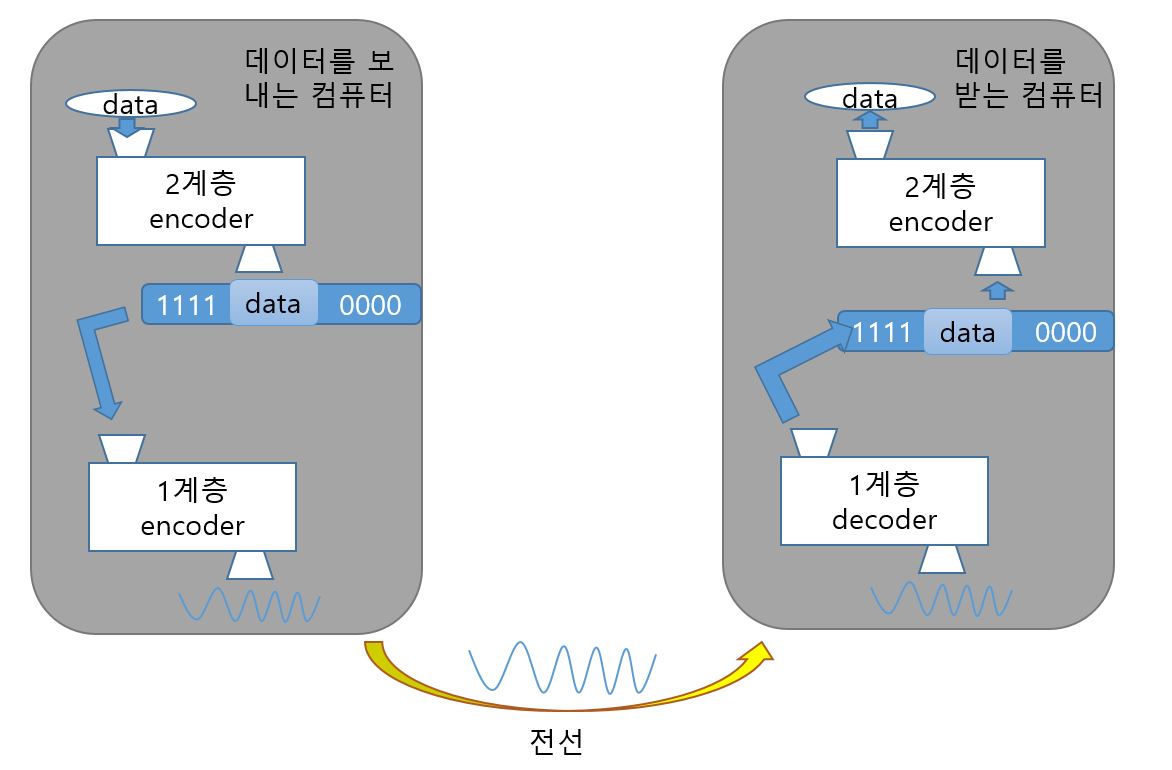 데이터를 보
내는 컴퓨터
data
2계층
encoder
1111 data 0000
1계층
encoder
데이터를
받는 컴퓨터
data
2계층
encoder
1111 data 0000
1계층
decoder
전선